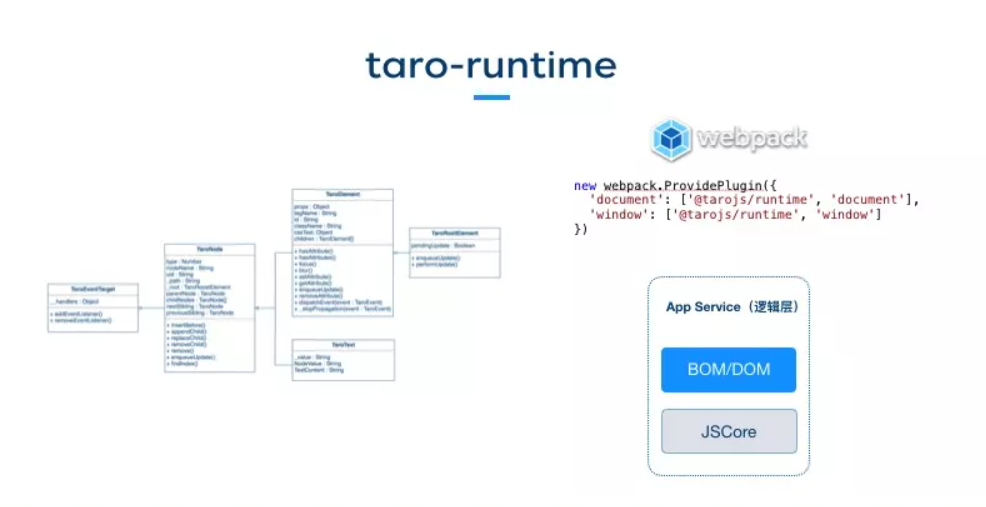 taro-runtime
webpack
new webpack.ProvidePlugin({
'document': ['@tarojs/runtime', 'document'],
'window': ['@tarojs/runtime', 'window']
})
TaroElement
props : Object
tagName : String
id : String
className : String
cssText: Object
children : TaroElement[]
+ hasAttribute()
+ hasAttributes()
+ focus()
+ blur()
+ setAttribute()
+ getAttribute()
+ enqueueUpdate()
+ removeAttribute()
+ dispatchEvent(event : TaroEvent)
+ _stopPropagation(event : TaroEvent)
TaroRootElement
pendingUpdate : Boolean
+ enqueueUpdate()
+ performUpdate()
TaroNode
type : Number
nodeName : String
uid : String
_path : String
_root : TaroRootElement
parentNode : TaroNode
childNodes : TaroNode[]
nextSibling : TaroNode
previousSibling : TaroNode
+ insertBefore()
+ appendChild()
+ replaceChild()
+ removeChild()
+ remove()
+ enqueueUpdate()
+ findIndex()
TaroEventTarget
__handlers : Object
+ addEventListener()
+ removeEventListener()
TaroText
_value : String
NodeValue : String
TextContent : String
App Service（逻辑层）
BOM/DOM
JSCore